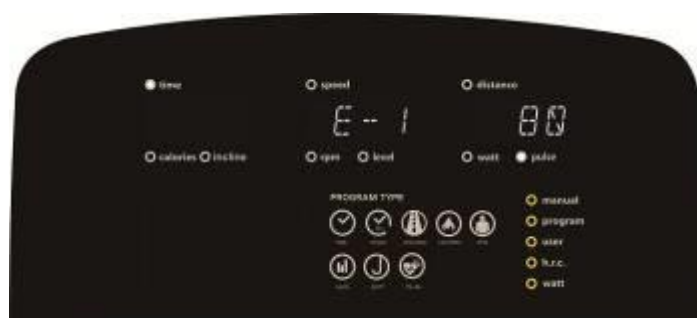 time speed distance
E--1 80
calories incline rpm level watt pulse
PROGRAM TYPE
manual
program
user
h.r.c.
watt